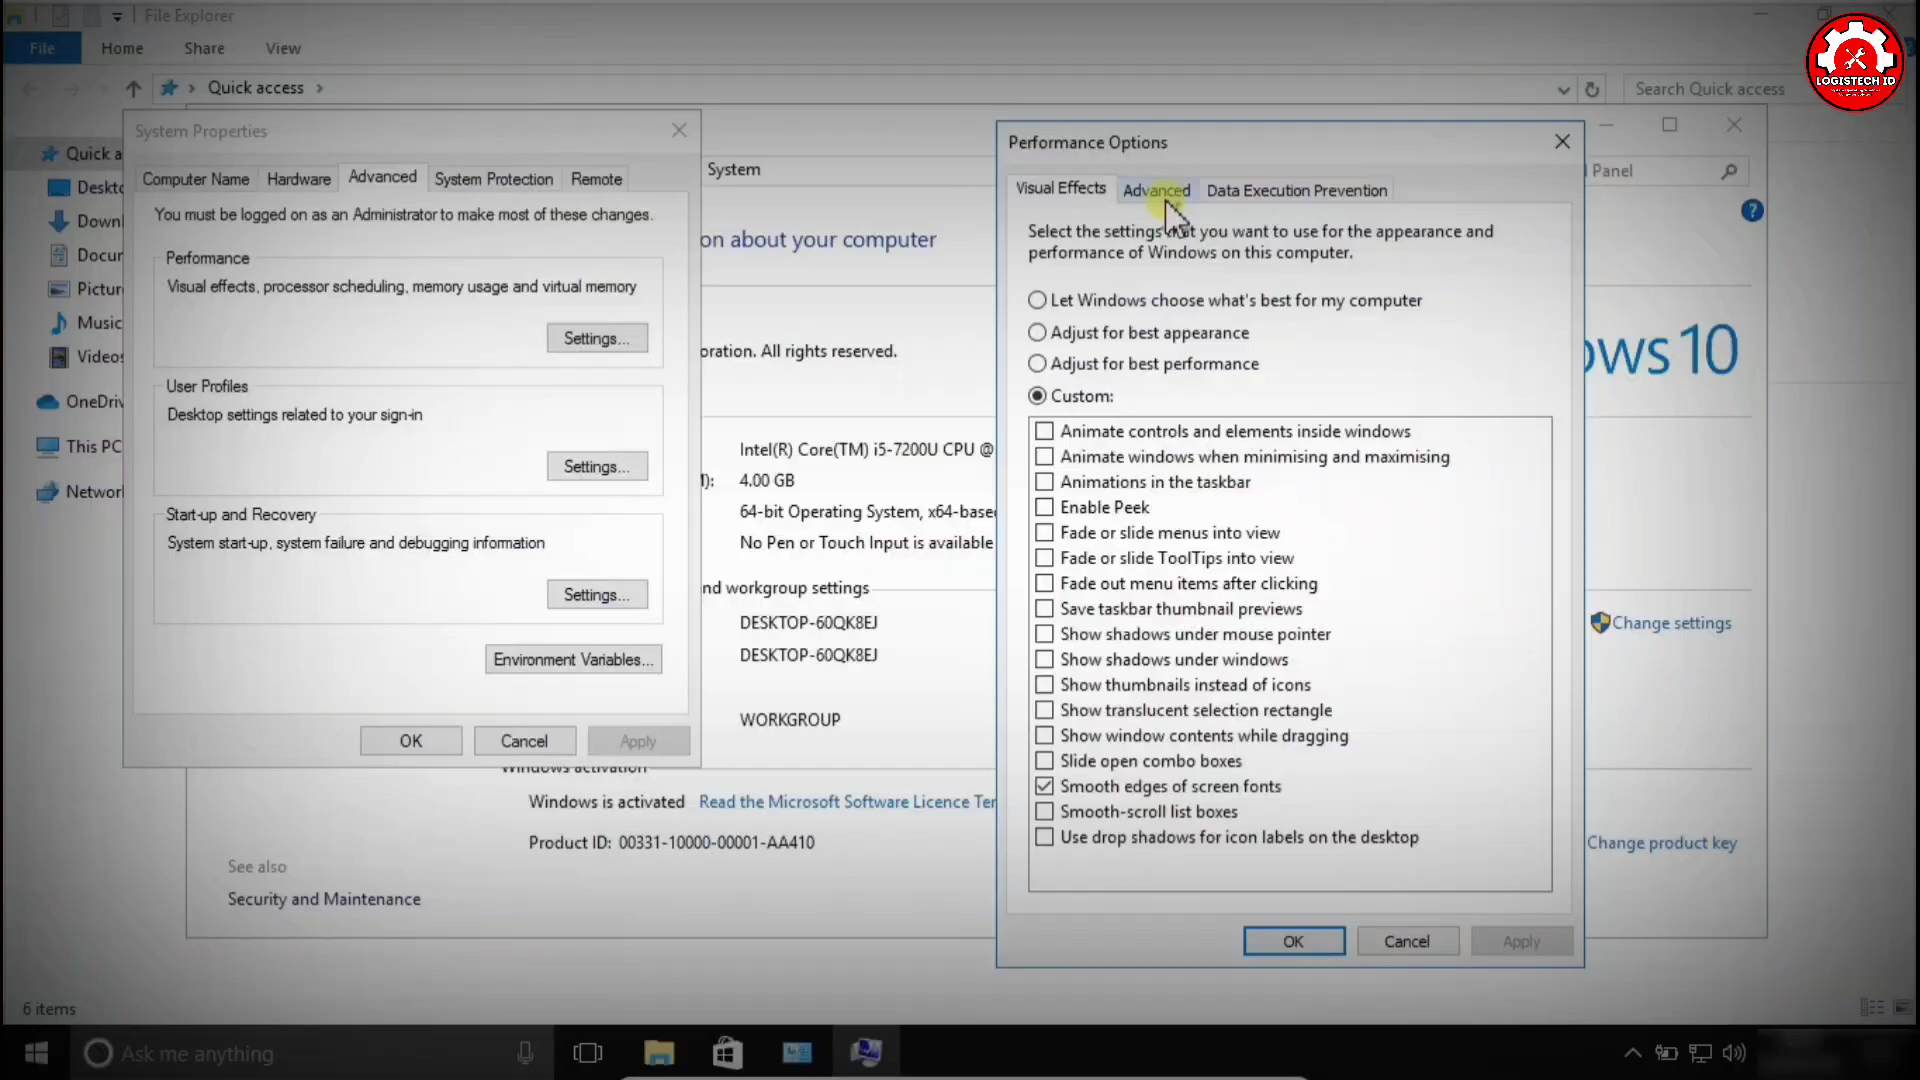 File Explorer
File Home Share View
Quick access
Search Quick access
LOGISTECH ID
System Properties
Computer Name Hardware Advanced System Protection Remote
You must be logged on as an Administrator to make most of these changes.
Performance
Visual effects, processor scheduling, memory usage and virtual memory
Settings...
User Profiles
Desktop settings related to your sign-in
Settings...
Start-up and Recovery
System start-up, system failure and debugging information
Settings...
Environment Variables...
OK Cancel Apply
Quick a
Deskto
Downl
Docur
Picture
Music
Videos
OneDriv
This PC
Networ
System
on about your computer
oration. All rights reserved.
Intel(R) Core(TM) i5-7200U CPU @
): 4.00 GB
64-bit Operating System, x64-base
No Pen or Touch Input is available
nd workgroup settings
DESKTOP-60QK8EJ
DESKTOP-60QK8EJ
WORKGROUP
Windows activation
Windows is activated Read the Microsoft Software Licence Ter
Product ID: 00331-10000-00001-AA410
See also
Security and Maintenance
Performance Options
Visual Effects Advanced Data Execution Prevention
Select the settings that you want to use for the appearance and
performance of Windows on this computer.
Let Windows choose what's best for my computer
Adjust for best appearance
Adjust for best performance
Custom:
Animate controls and elements inside windows
Animate windows when minimising and maximising
Animations in the taskbar
Enable Peek
Fade or slide menus into view
Fade or slide ToolTips into view
Fade out menu items after clicking
Save taskbar thumbnail previews
Show shadows under mouse pointer
Show shadows under windows
Show thumbnails instead of icons
Show translucent selection rectangle
Show window contents while dragging
Slide open combo boxes
Smooth edges of screen fonts
Smooth-scroll list boxes
Use drop shadows for icon labels on the desktop
OK Cancel Apply
Panel
ows 10
Change settings
Change product key
6 items
Ask me anything